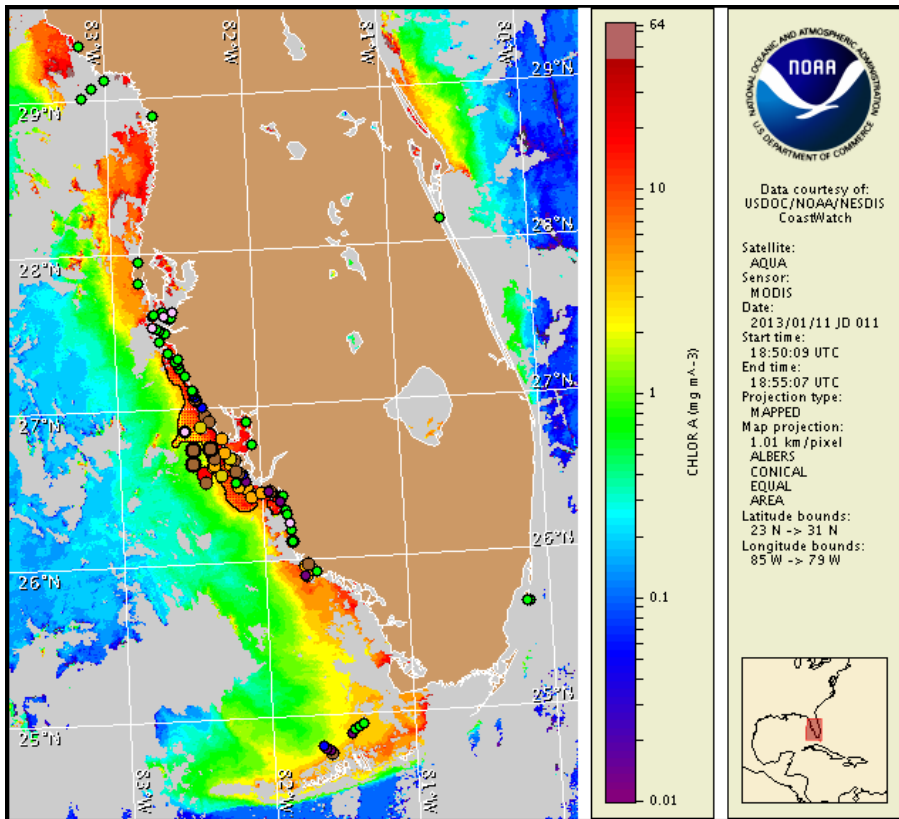 83°W
82°W
81°W
80°W
29°N
29°N
28°N
28°N
27°N
27°N
26°N
26°N
25°N
25°N
83°W
82°W
81°W
64
10
1
0.1
0.01
CHLOR A (mg m^-3)
NATIONAL OCEANIC AND ATMOSPHERIC ADMINISTRATION
NOAA
U.S. DEPARTMENT OF COMMERCE
Data courtesy of:
USDOC/NOAA/NESDIS
CoastWatch
Satellite:
AQUA
Sensor:
MODIS
Date:
2013/01/11 JD 011
Start time:
18:50:09 UTC
End time:
18:55:07 UTC
Projection type:
MAPPED
Map projection:
1.01 km/pixel
ALBERS
CONICAL
EQUAL
AREA
Latitude bounds:
23 N -> 31 N
Longitude bounds:
85 W -> 79 W